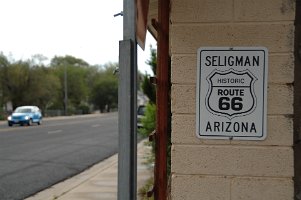 SELIGMAN
HISTORIC
ROUTE
66
ARIZONA